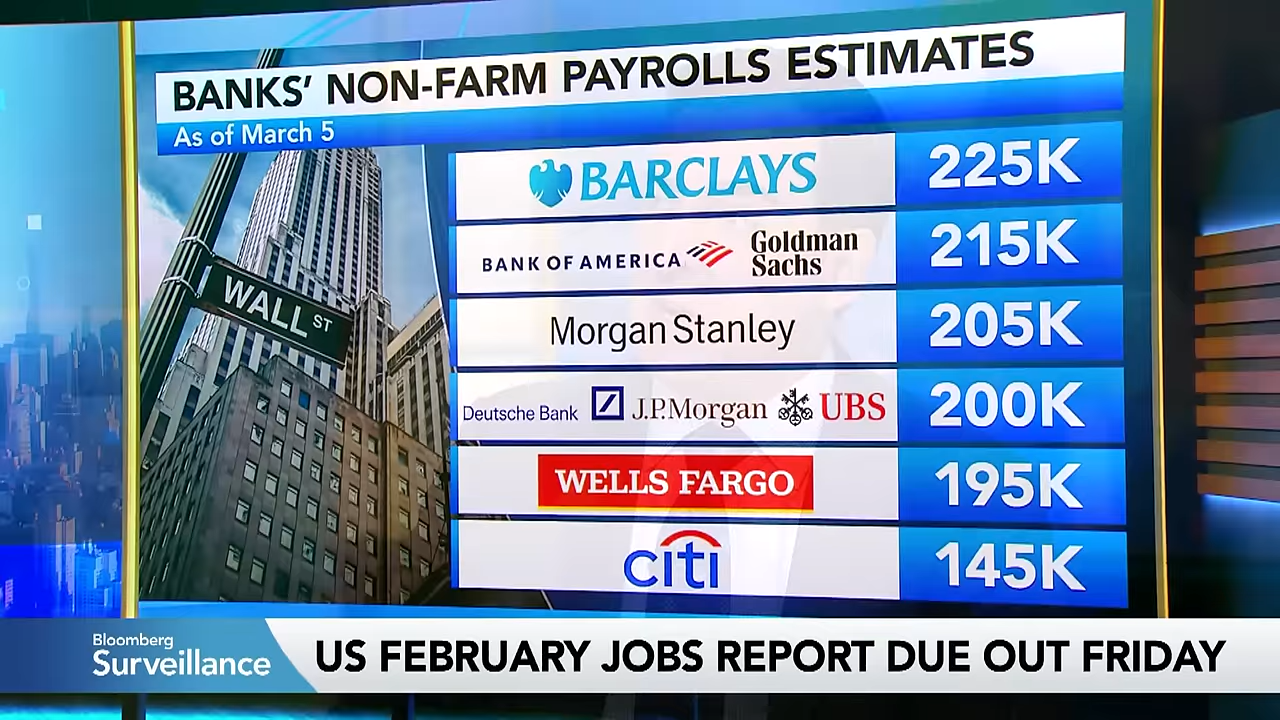 BANKS' NON-FARM PAYROLLS ESTIMATES
As of March 5
WALL ST
BARCLAYS 225K
BANK OF AMERICA Goldman Sachs 215K
Morgan Stanley 205K
Deutsche Bank J.P.Morgan UBS 200K
WELLS FARGO 195K
citi 145K
Bloomberg
Surveillance
US FEBRUARY JOBS REPORT DUE OUT FRIDAY